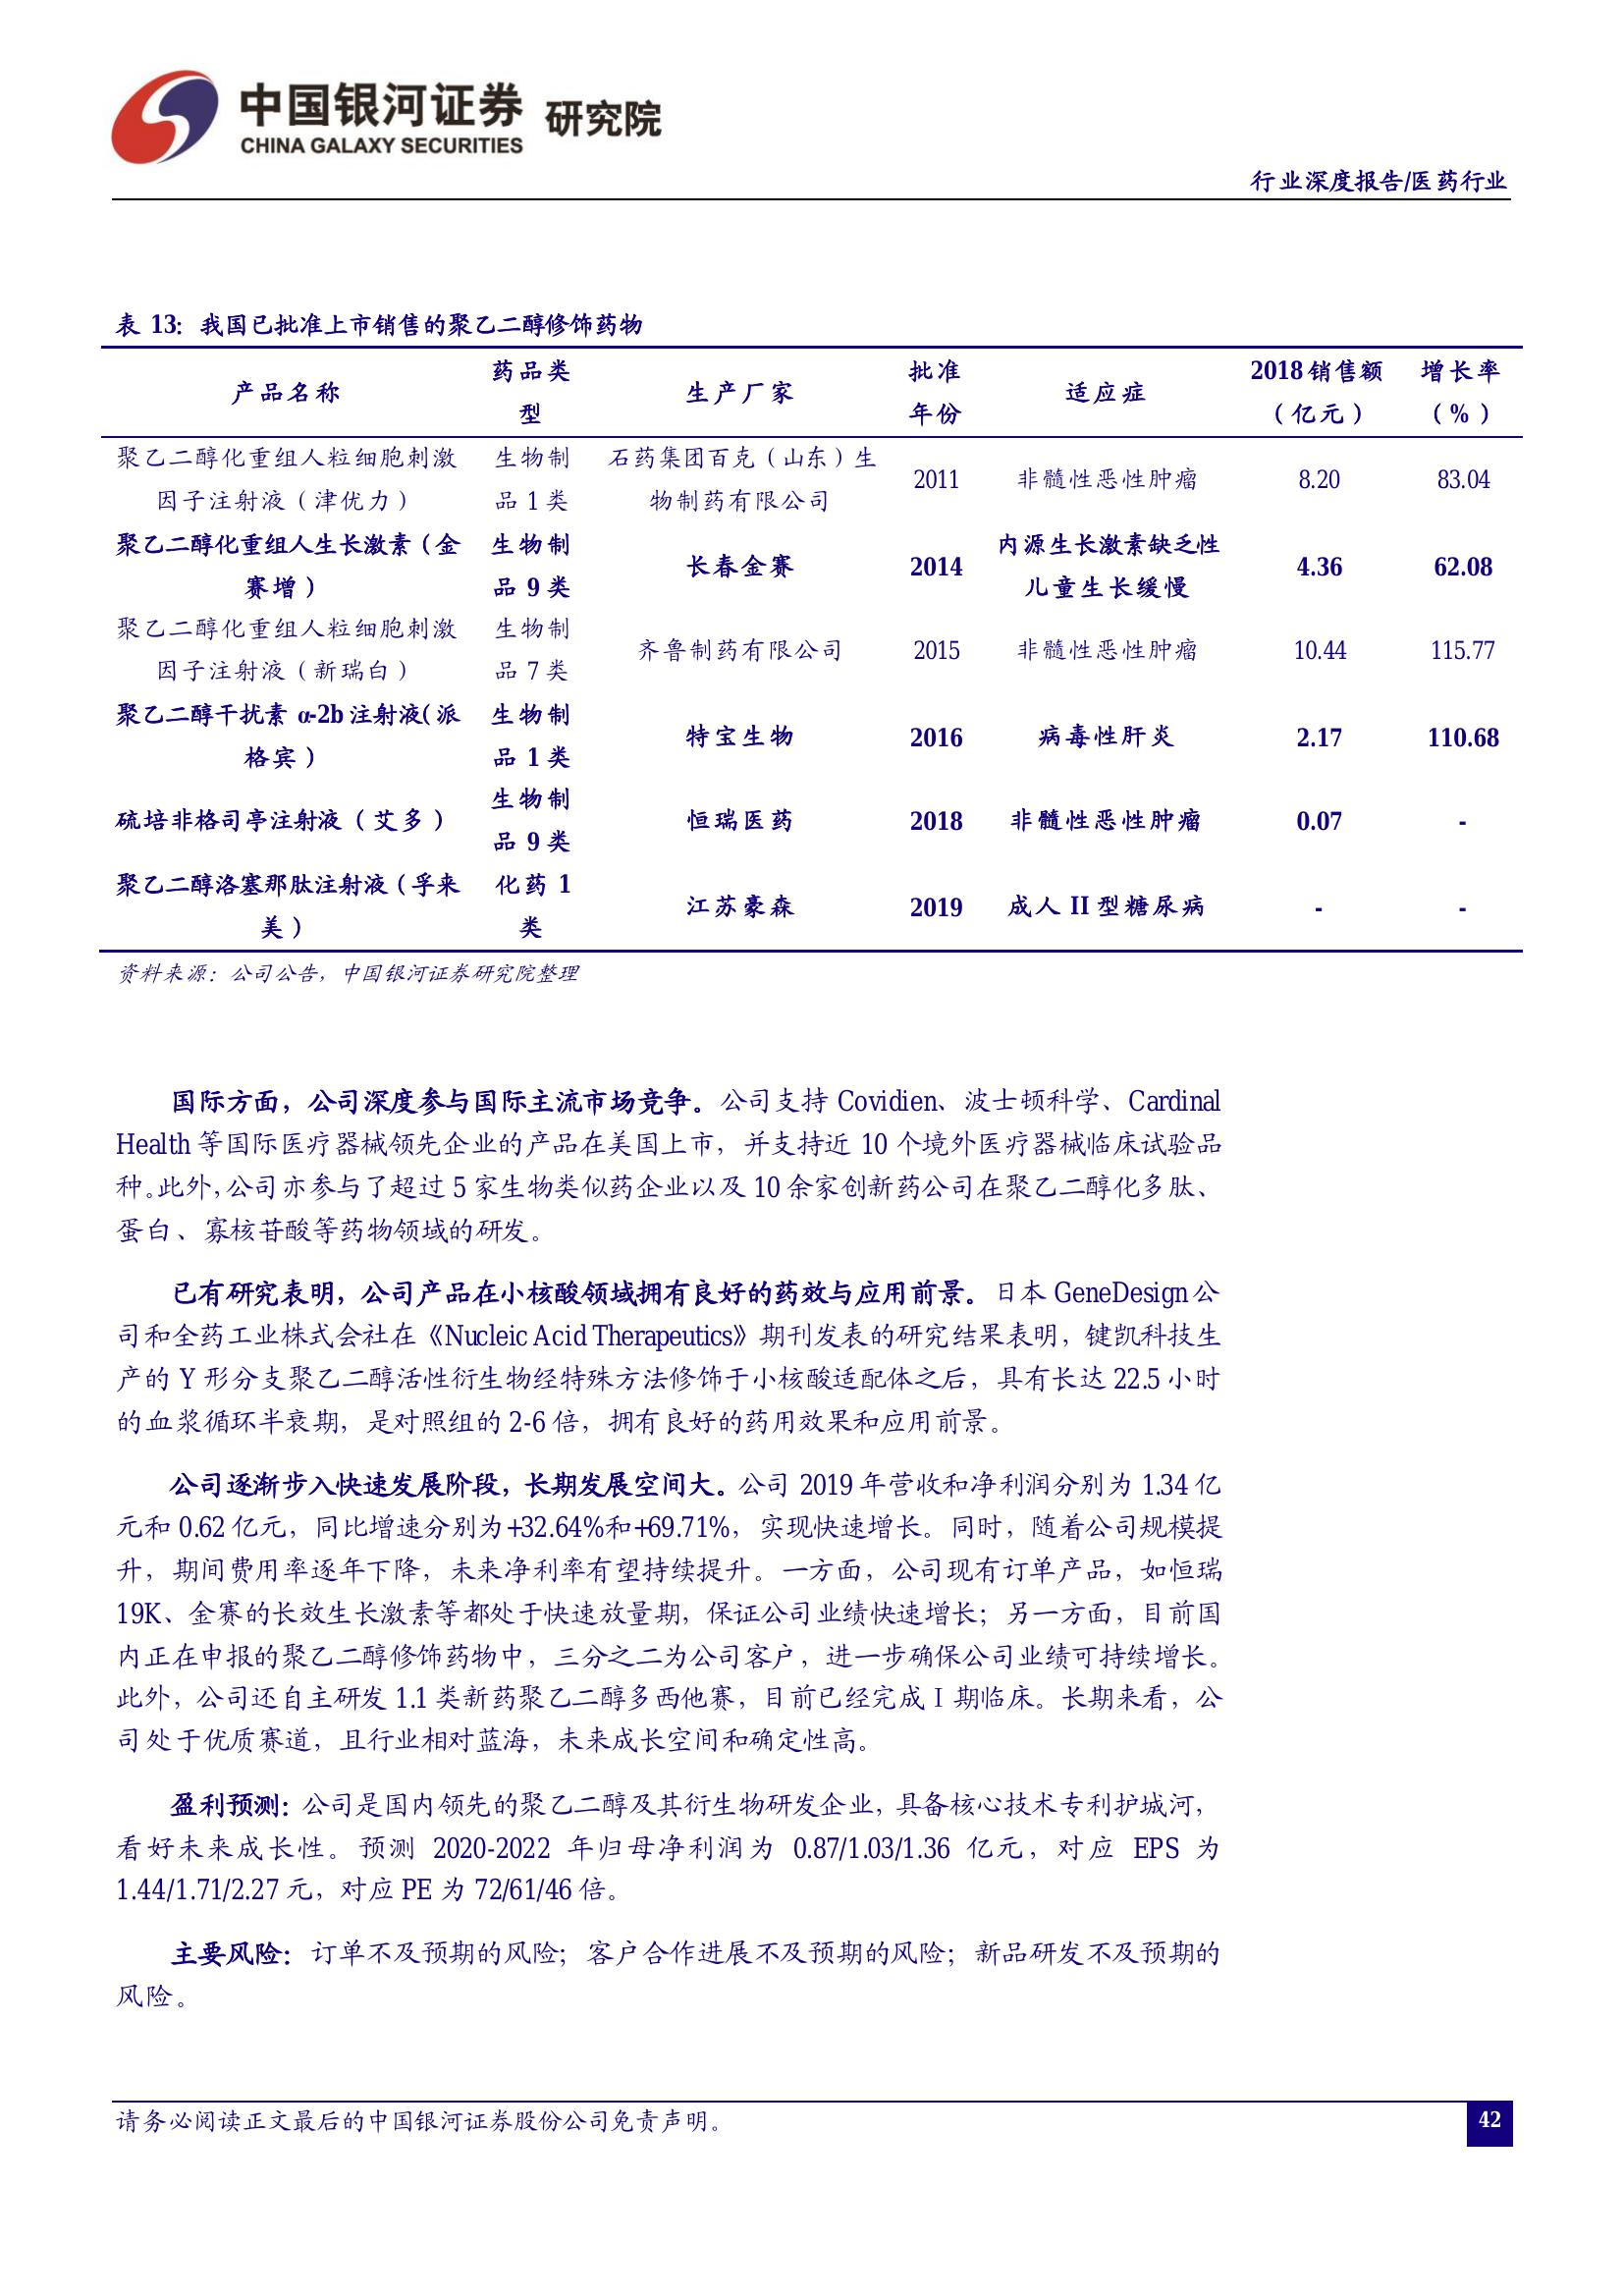 中国银河证券 研究院
CHINA GALAXY SECURITIES
行业深度报告/医药行业
表 13：我国已批准上市销售的聚乙二醇修饰药物
产品名称 药品类型 生产厂家 批准年份 适应症 2018 销售额（亿元） 增长率（%）
聚乙二醇化重组人粒细胞刺激因子注射液（津优力） 生物制品 1 类 石药集团百克（山东）生物制药有限公司 2011 非髓性恶性肿瘤 8.20 83.04
聚乙二醇化重组人生长激素（金赛增） 生物制品 9 类 长春金赛 2014 内源生长激素缺乏性儿童生长缓慢 4.36 62.08
聚乙二醇化重组人粒细胞刺激因子注射液（新瑞白） 生物制品 7 类 齐鲁制药有限公司 2015 非髓性恶性肿瘤 10.44 115.77
聚乙二醇干扰素 α-2b 注射液（派格宾） 生物制品 1 类 特宝生物 2016 病毒性肝炎 2.17 110.68
硫培非格司亭注射液（艾多） 生物制品 9 类 恒瑞医药 2018 非髓性恶性肿瘤 0.07 -
聚乙二醇洛塞那肽注射液（孚来美） 化药 1 类 江苏豪森 2019 成人 II 型糖尿病 - -
资料来源：公司公告，中国银河证券研究院整理
国际方面，公司深度参与国际主流市场竞争。公司支持 Covidien、波士顿科学、Cardinal
Health 等国际医疗器械领先企业的产品在美国上市，并支持近 10 个境外医疗器械临床试验品
种。此外，公司亦参与了超过 5 家生物类似药企业以及 10 余家创新药公司在聚乙二醇化多肽、
蛋白、寡核苷酸等药物领域的研发。
已有研究表明，公司产品在小核酸领域拥有良好的药效与应用前景。日本 GeneDesign 公
司和全药工业株式会社在《Nucleic Acid Therapeutics》期刊发表的研究结果表明，键凯科技生
产的 Y 形分支聚乙二醇活性衍生物经特殊方法修饰于小核酸适配体之后，具有长达 22.5 小时
的血浆循环半衰期，是对照组的 2-6 倍，拥有良好的药用效果和应用前景。
公司逐渐步入快速发展阶段，长期发展空间大。公司 2019 年营收和净利润分别为 1.34 亿
元和 0.62 亿元，同比增速分别为+32.64%和+69.71%，实现快速增长。同时，随着公司规模提
升，期间费用率逐年下降，未来净利率有望持续提升。一方面，公司现有订单产品，如恒瑞
19K、金赛的长效生长激素等都处于快速放量期，保证公司业绩快速增长；另一方面，目前国
内正在申报的聚乙二醇修饰药物中，三分之二为公司客户，进一步确保公司业绩可持续增长。
此外，公司还自主研发 1.1 类新药聚乙二醇多西他赛，目前已经完成 I 期临床。长期来看，公
司处于优质赛道，且行业相对蓝海，未来成长空间和确定性高。
盈利预测：公司是国内领先的聚乙二醇及其衍生物研发企业，具备核心技术专利护城河，
看好未来成长性。预测 2020-2022 年归母净利润为 0.87/1.03/1.36 亿元，对应 EPS 为
1.44/1.71/2.27 元，对应 PE 为 72/61/46 倍。
主要风险：订单不及预期的风险；客户合作进展不及预期的风险；新品研发不及预期的
风险。
请务必阅读正文最后的中国银河证券股份公司免责声明。
42